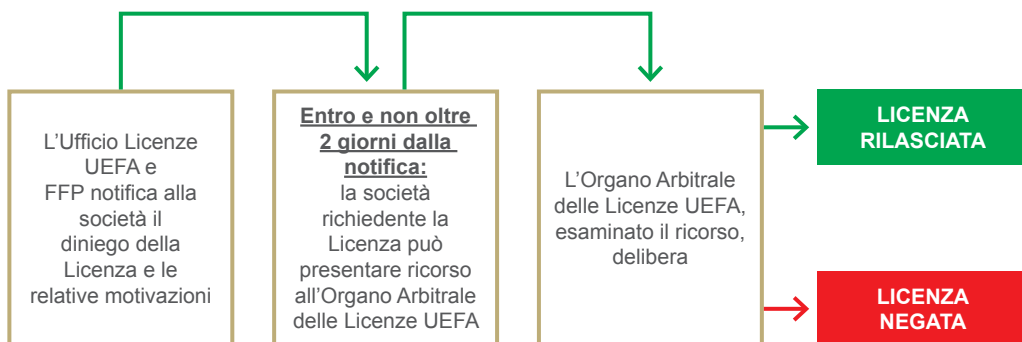 L’Ufficio Licenze
UEFA e
FFP notifica alla
società il
diniego della
Licenza e le
relative motivazioni
Entro e non oltre
2 giorni dalla
notifica:
la società
richiedente la
Licenza può
presentare ricorso
all’Organo Arbitrale
delle Licenze UEFA
L’Organo Arbitrale
delle Licenze UEFA,
esaminato il ricorso,
delibera
LICENZA
RILASCIATA
LICENZA
NEGATA